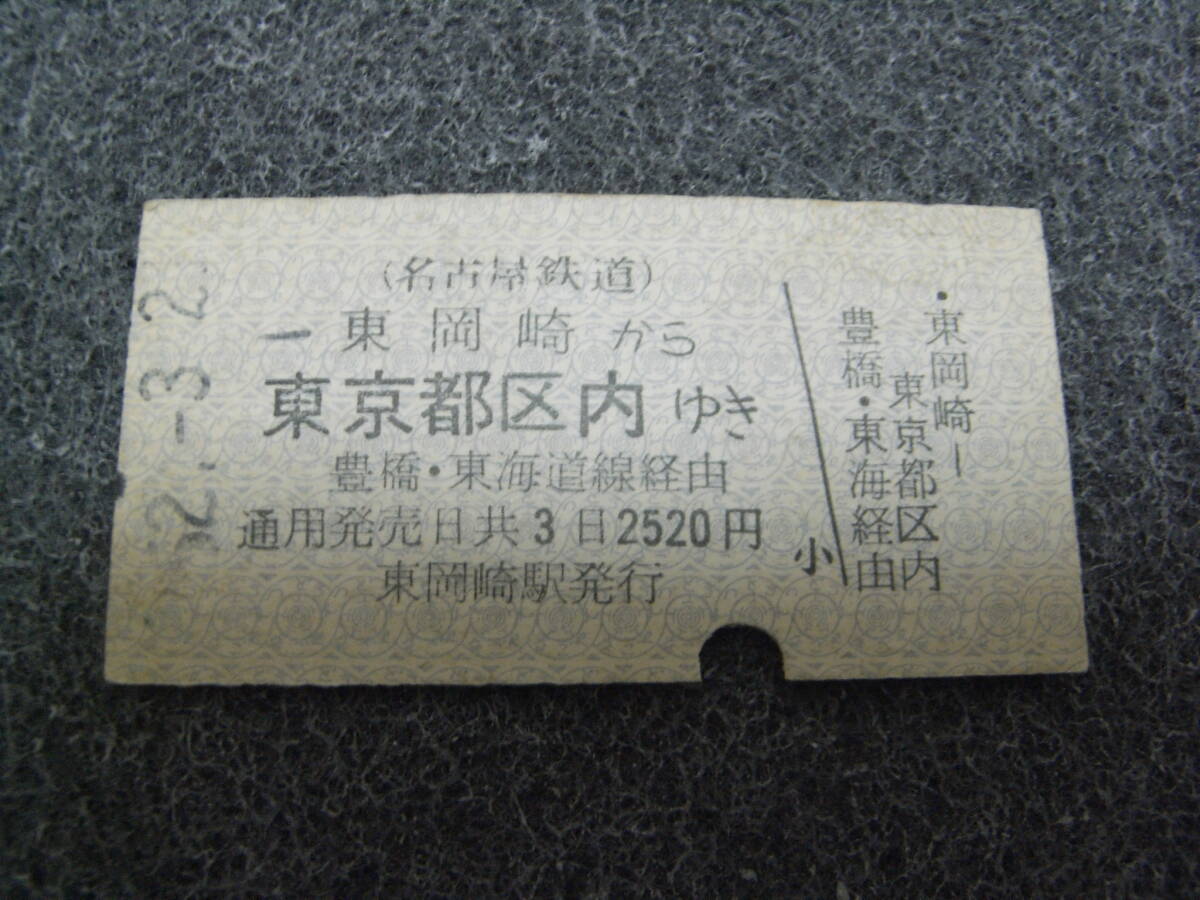 (名古屋鉄道)
東岡崎から
東京都区内ゆき
豊橋・東海道線経由
通用発売日共3日2520円
東岡崎駅発行
52.-3.-2.
小
・東岡崎ー
東京都区内
豊橋・東海経由